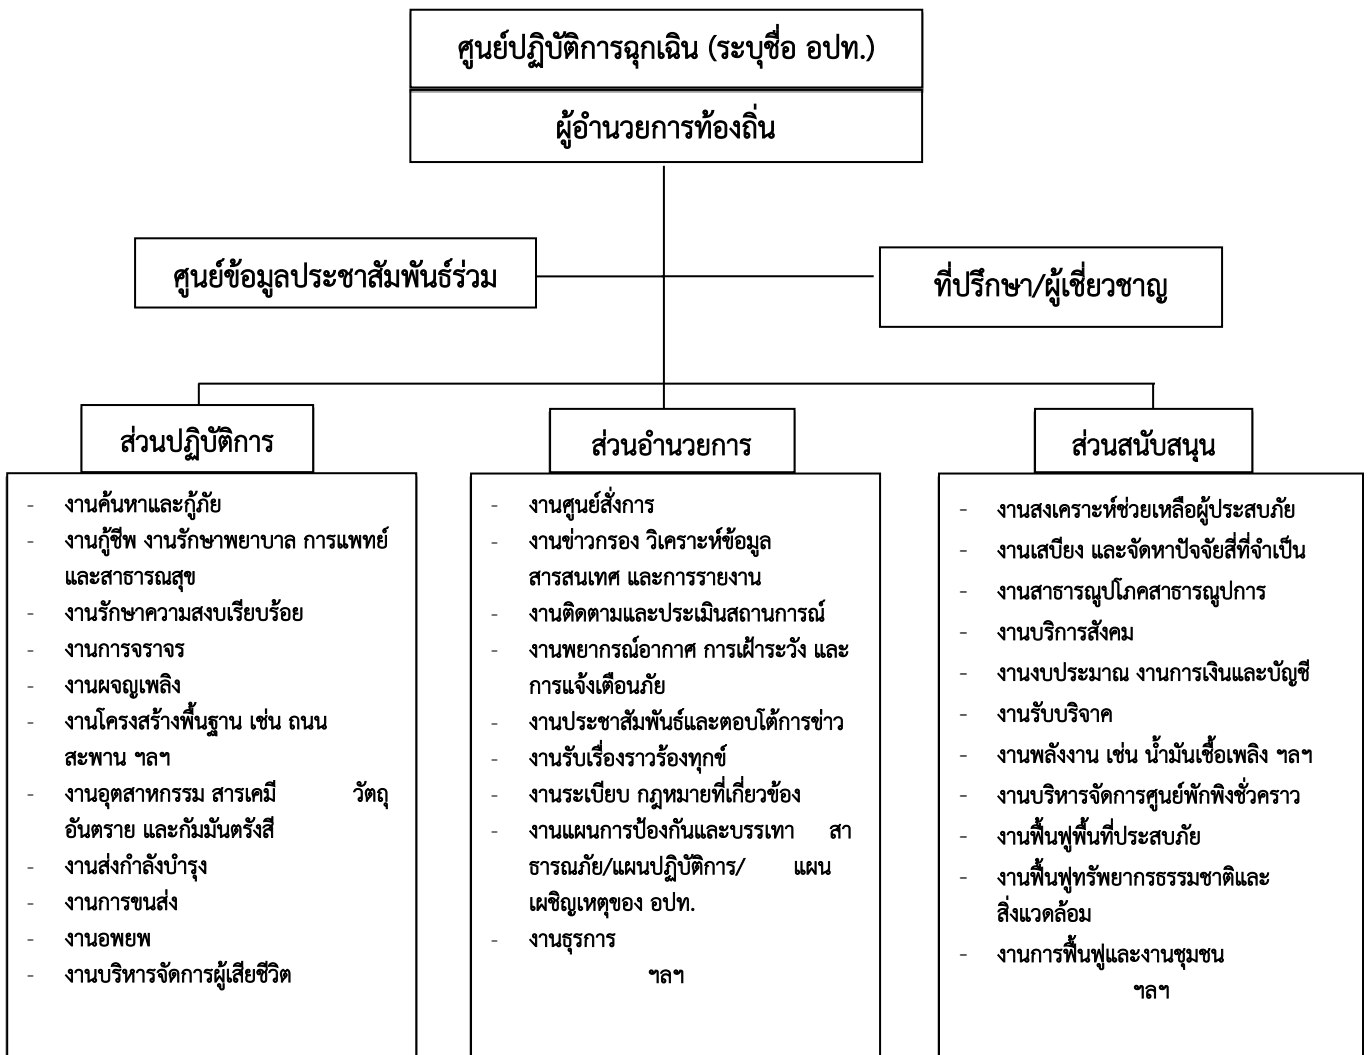 ศูนย์ปฏิบัติการฉุกเฉิน (ระบุชื่อ อปท.)
ผู้อำนวยการท้องถิ่น
ศูนย์ข้อมูลประชาสัมพันธ์ร่วม
ที่ปรึกษา/ผู้เชี่ยวชาญ
ส่วนปฏิบัติการ
- งานค้นหาและกู้ภัย
- งานกู้ชีพ งานรักษาพยาบาล การแพทย์
และสาธารณสุข
- งานรักษาความสงบเรียบร้อย
- งานการจราจร
- งานผจญเพลิง
- งานโครงสร้างพื้นฐาน เช่น ถนน
สะพาน ฯลฯ
- งานอุตสาหกรรม สารเคมี วัตถุ
อันตราย และกัมมันตรังสี
- งานส่งกำลังบำรุง
- งานการขนส่ง
- งานอพยพ
- งานบริหารจัดการผู้เสียชีวิต
ส่วนอำนวยการ
- งานศูนย์สั่งการ
- งานข่าวกรอง วิเคราะห์ข้อมูล
สารสนเทศ และการรายงาน
- งานติดตามและประเมินสถานการณ์
- งานพยากรณ์อากาศ การเฝ้าระวัง และ
การแจ้งเตือนภัย
- งานประชาสัมพันธ์และตอบโต้การข่าว
- งานรับเรื่องราวร้องทุกข์
- งานระเบียบ กฎหมายที่เกี่ยวข้อง
- งานแผนการป้องกันและบรรเทา สา
ธารณภัย/แผนปฏิบัติการ/ แผน
เผชิญเหตุของ อปท.
- งานธุรการ
ฯลฯ
ส่วนสนับสนุน
- งานสงเคราะห์ช่วยเหลือผู้ประสบภัย
- งานเสบียง และจัดหาปัจจัยสี่ที่จำเป็น
- งานสาธารณูปโภคสาธารณูปการ
- งานบริการสังคม
- งานงบประมาณ งานการเงินและบัญชี
- งานรับบริจาค
- งานพลังงาน เช่น น้ำมันเชื้อเพลิง ฯลฯ
- งานบริหารจัดการศูนย์พักพิงชั่วคราว
- งานฟื้นฟูพื้นที่ประสบภัย
- งานฟื้นฟูทรัพยากรธรรมชาติและ
สิ่งแวดล้อม
- งานการฟื้นฟูและงานชุมชน
ฯลฯ